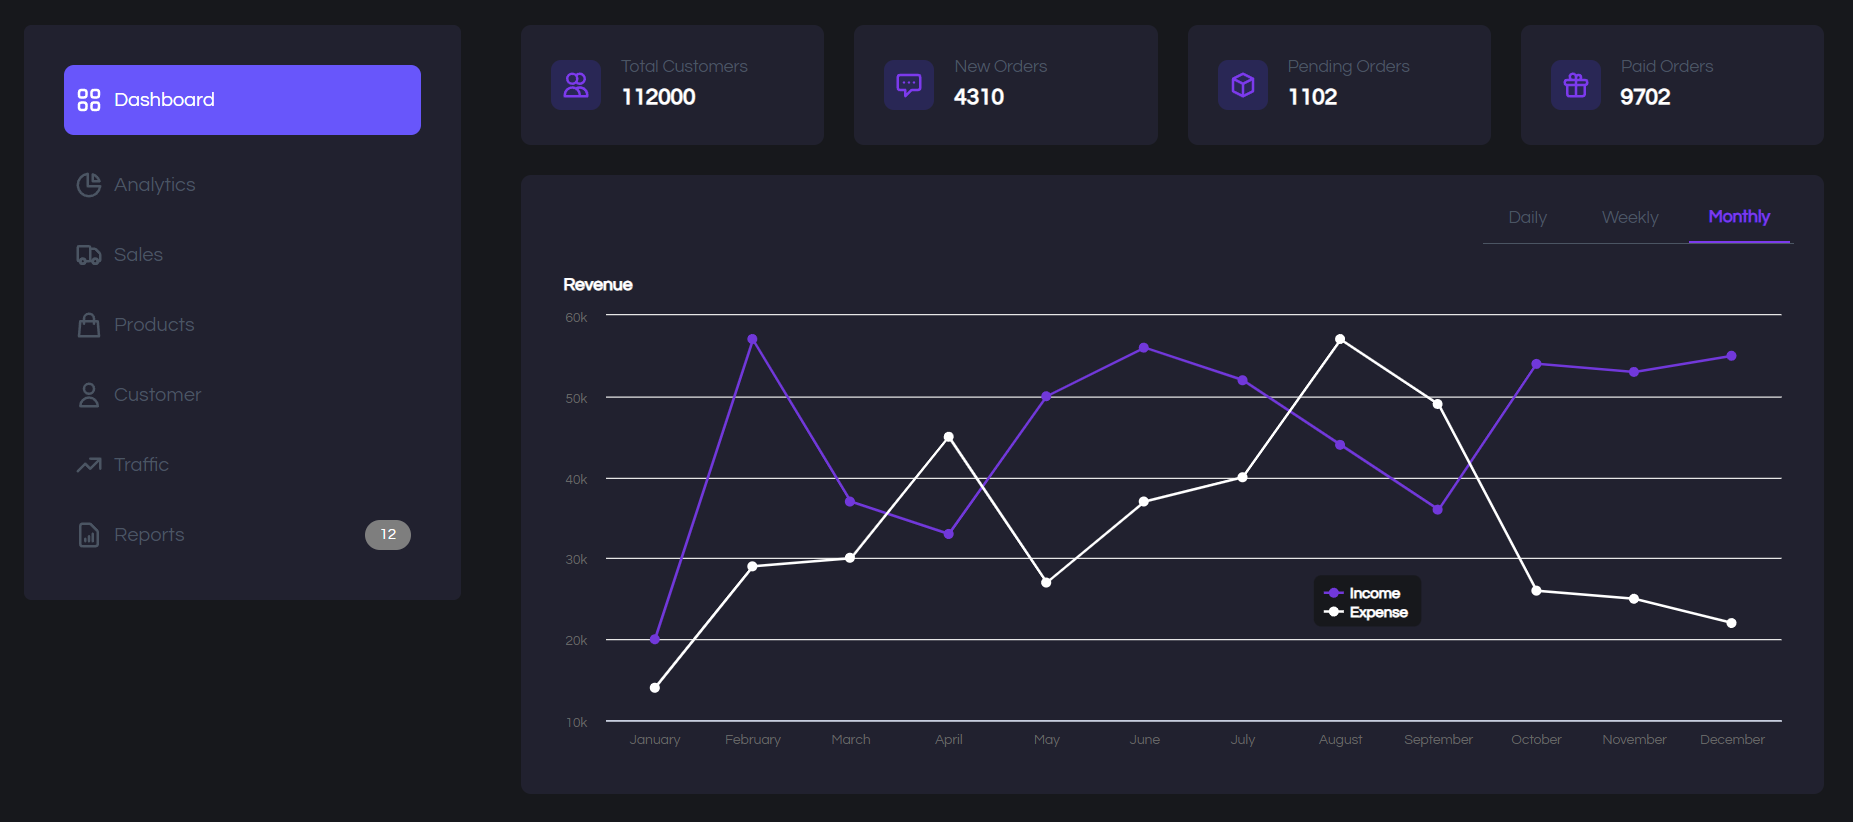 Dashboard
Analytics
Sales
Products
Customer
Traffic
Reports
12
Total Customers
112000
New Orders
4310
Pending Orders
1102
Paid Orders
9702
Daily
Weekly
Monthly
Revenue
60k
50k
40k
30k
20k
10k
Income
Expense
January
February
March
April
May
June
July
August
September
October
November
December